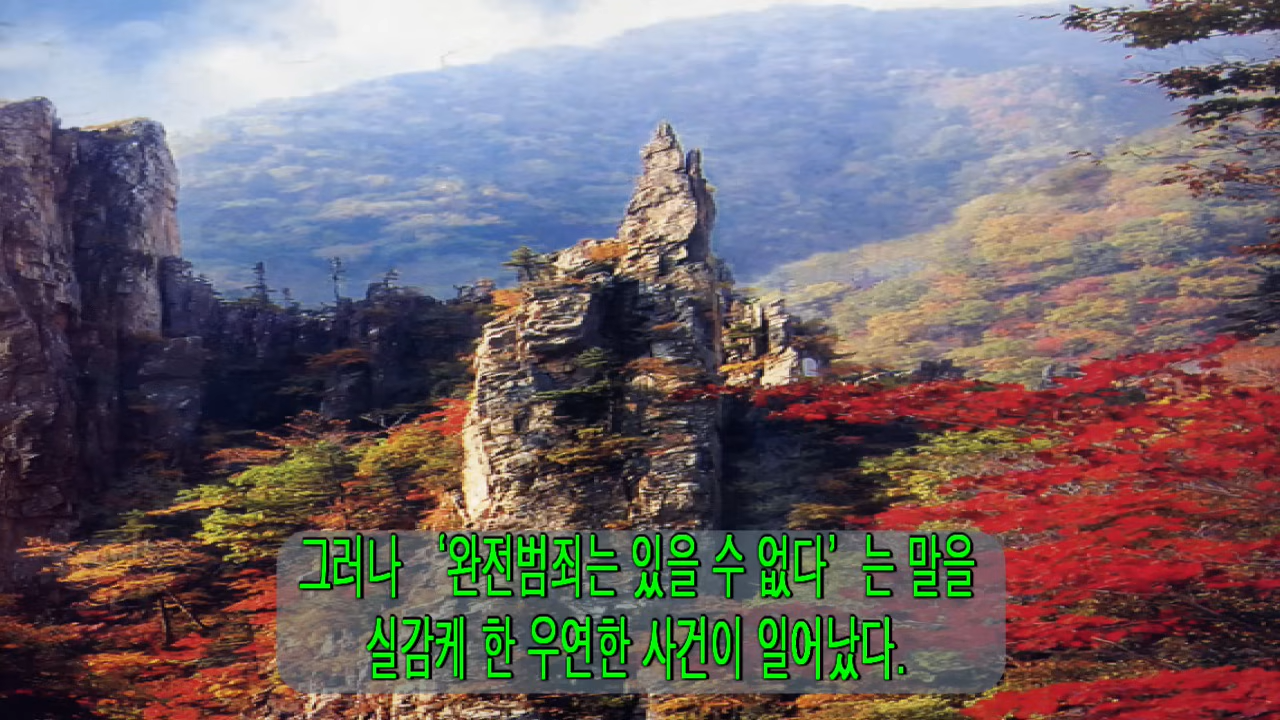 그러나 ‘완전범죄는 있을 수 없다’ 는 말을
실감케 한 우연한 사건이 일어났다.